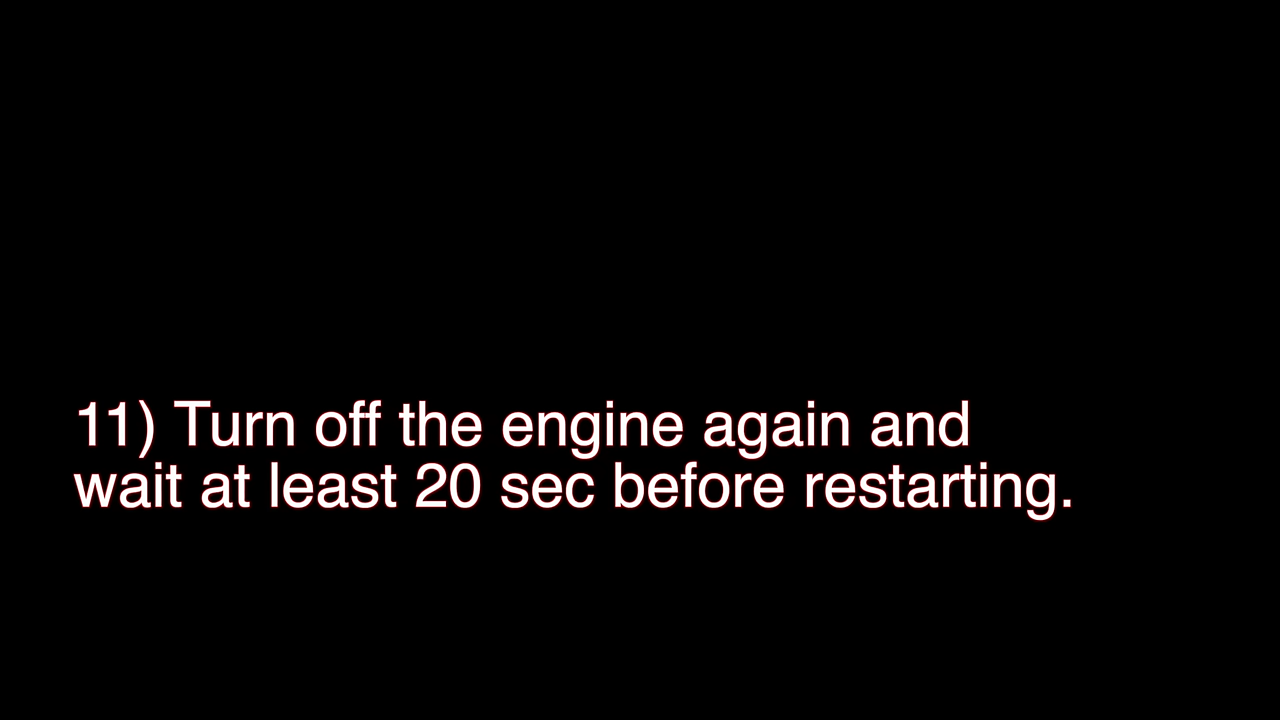 11) Turn off the engine again and
wait at least 20 sec before restarting.